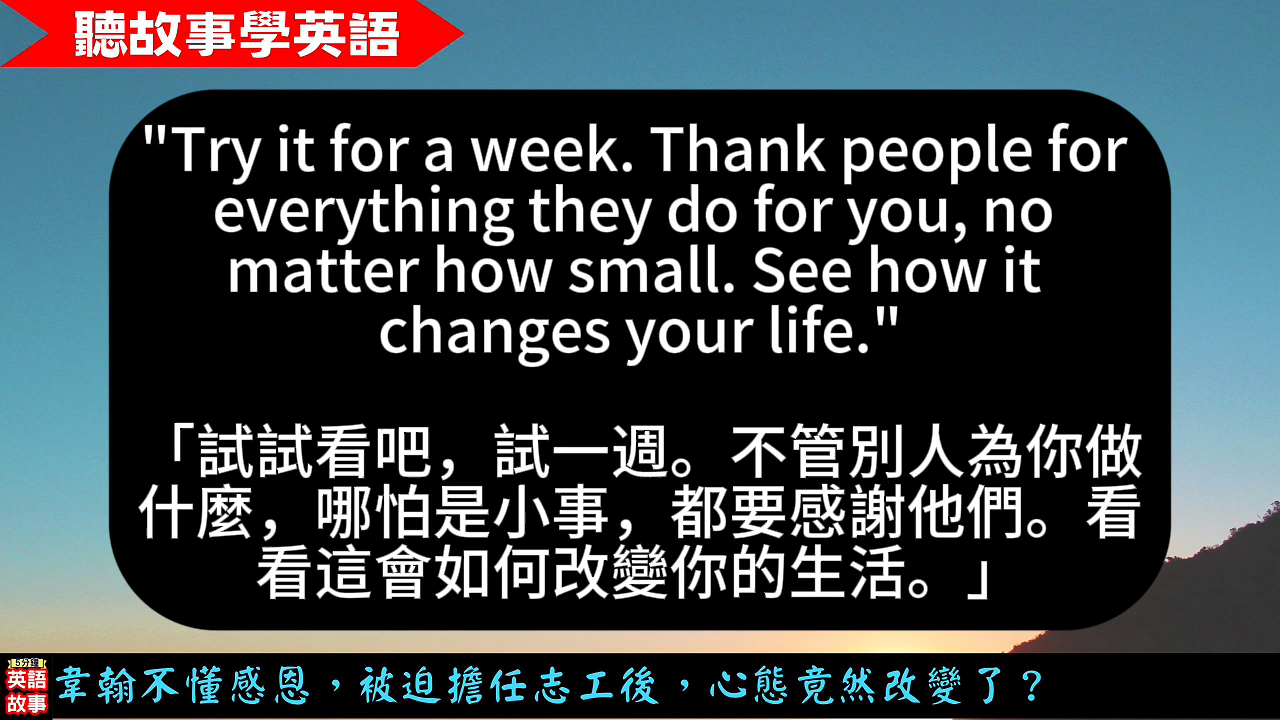 聽故事學英語
"Try it for a week. Thank people for
everything they do for you, no
matter how small. See how it
changes your life."
「試試看吧，試一週。不管別人為你做
什麼，哪怕是小事，都要感謝他們。看
看這會如何改變你的生活。」
5分鐘
英語
故事
韋翰不懂感恩，被迫擔任志工後，心態竟然改變了？